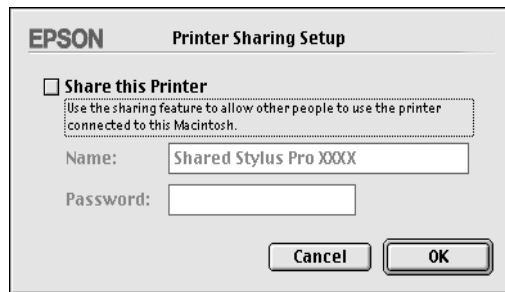 EPSON Printer Sharing Setup
Share this Printer
Use the sharing feature to allow other people to use the printer
connected to this Macintosh.
Name: Shared Stylus Pro XXXX
Password:
Cancel OK